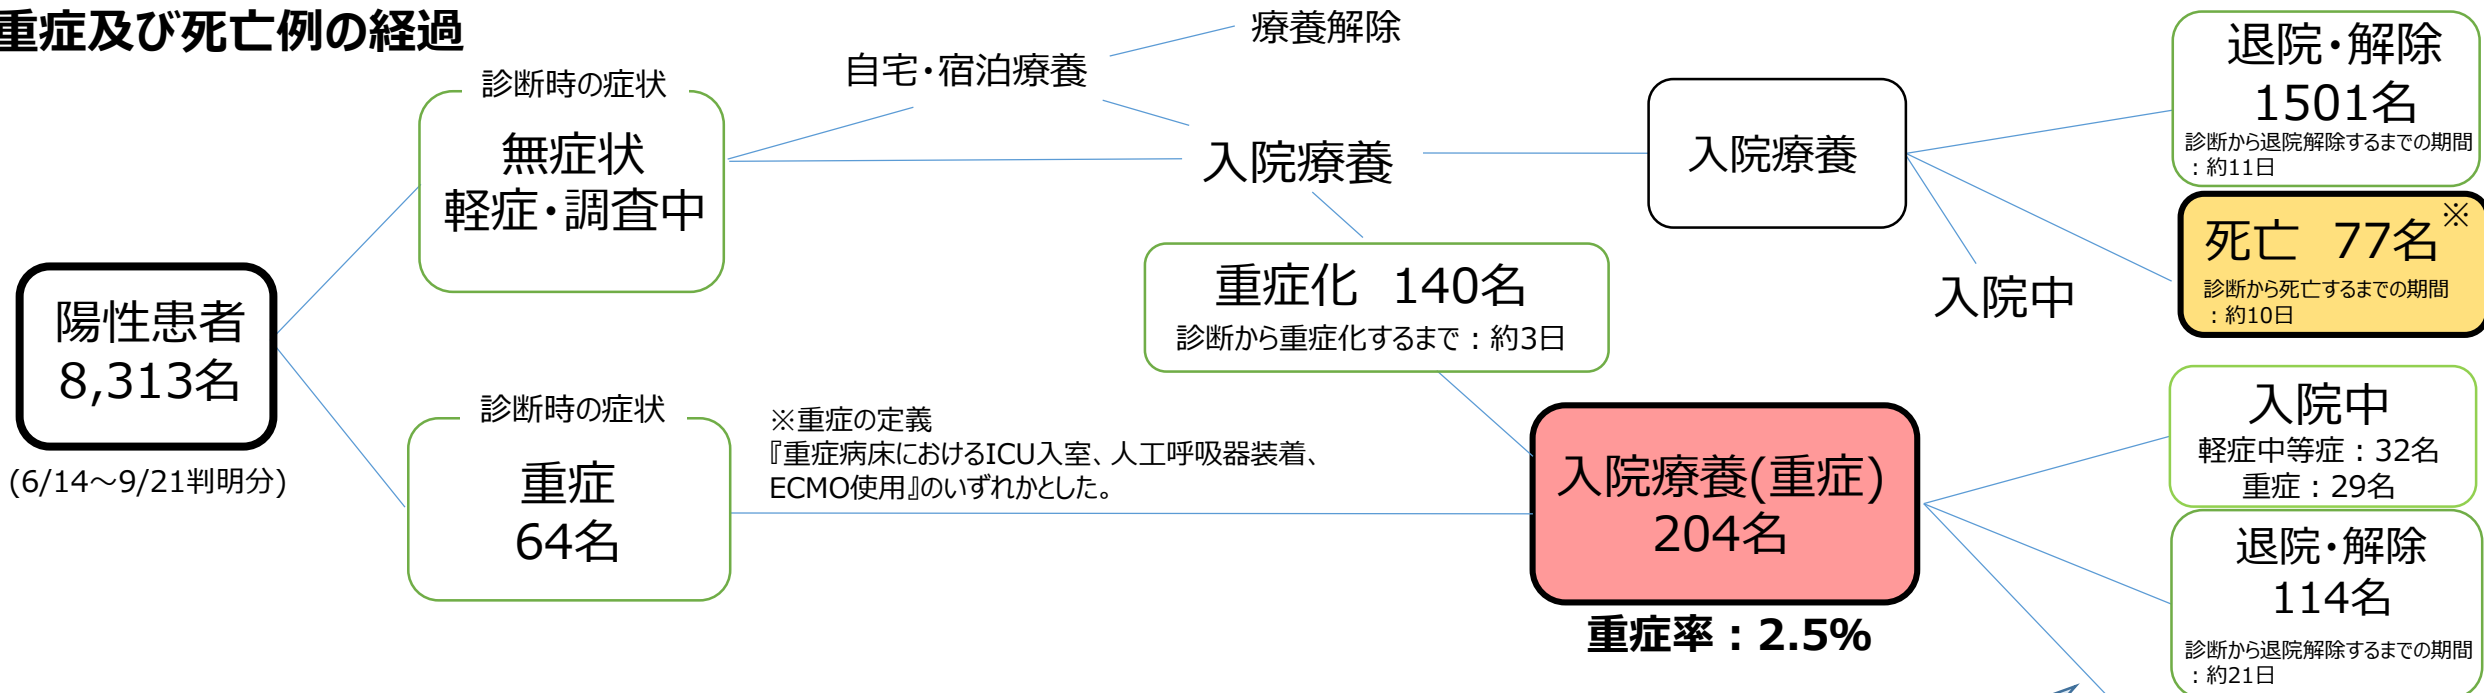 重症及び死亡例の経過
陽性患者
8,313名
(6/14～9/21判明分)
診断時の症状
無症状
軽症・調査中
診断時の症状
重症
64名
自宅・宿泊療養
療養解除
入院療養
重症化 140名
診断から重症化するまで：約3日
※重症の定義
『重症病床におけるICU入室、人工呼吸器装着、
ECMO使用』のいずれかとした。
入院療養
入院中
入院療養(重症)
204名
重症率：2.5%
退院・解除
1501名
診断から退院解除するまでの期間
：約11日
死亡 77名※
診断から死亡するまでの期間
：約10日
入院中
軽症中等症：32名
重症：29名
退院・解除
114名
診断から退院解除するまでの期間
：約21日